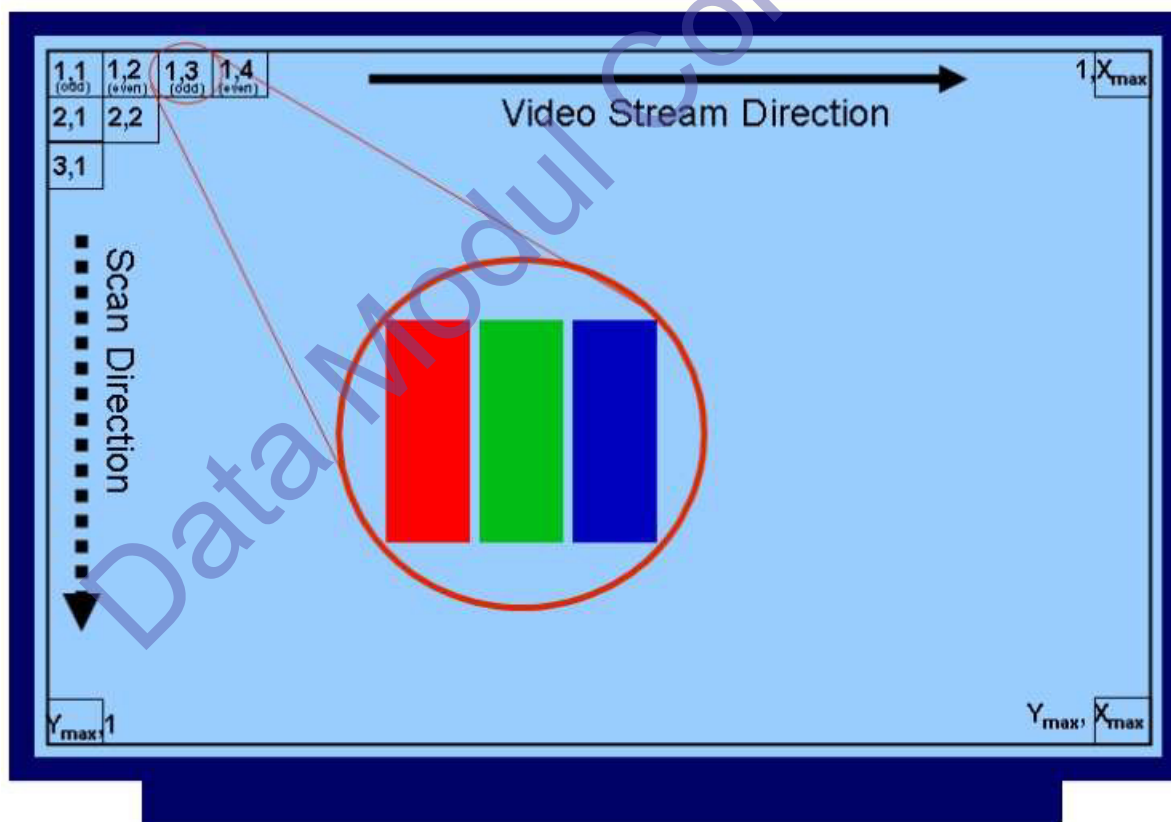 1,1 1,2 1,3 1,4 1,Xmax
(odd) (even) (odd) (even)
Video Stream Direction
2,1 2,2
3,1
Scan Direction
Ymax,1 Ymax, Xmax
Data Modul